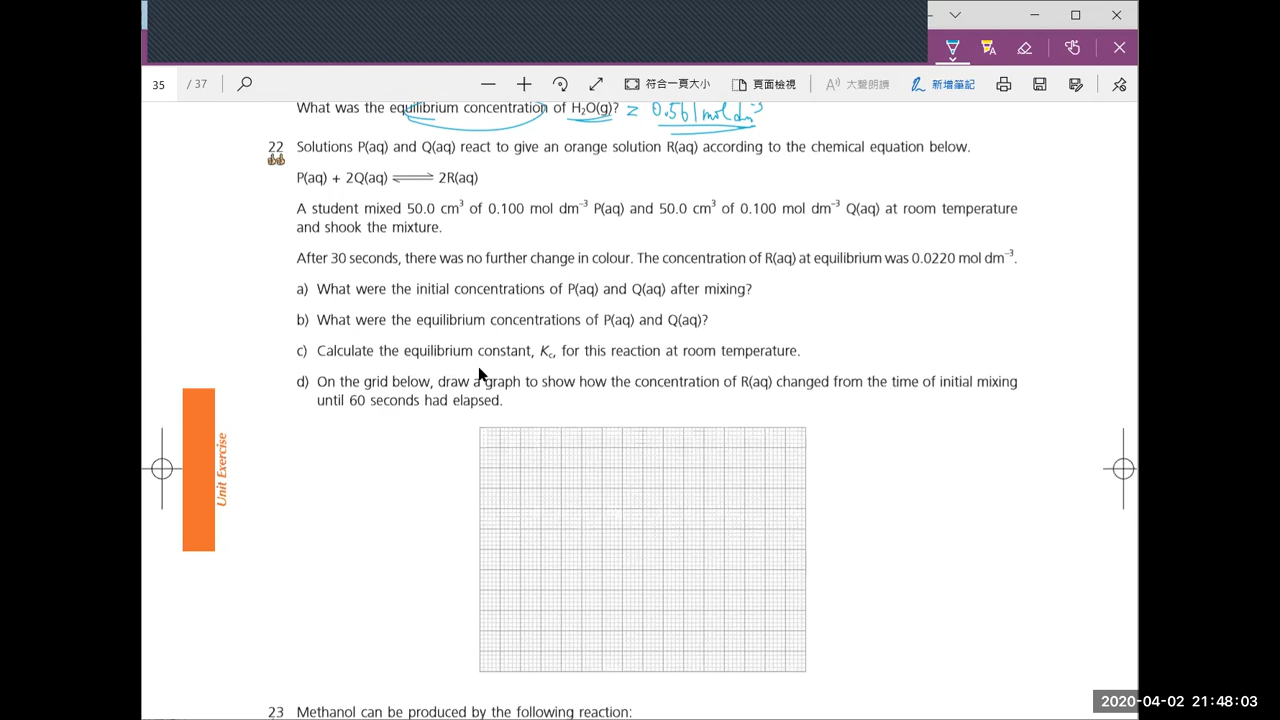 35 / 37
符合一頁大小
頁面檢視
大聲朗讀
新增筆記
What was the equilibrium concentration of H₂O(g)? = 0.561 mol dm⁻³
22 Solutions P(aq) and Q(aq) react to give an orange solution R(aq) according to the chemical equation below.
P(aq) + 2Q(aq) ⇌ 2R(aq)
A student mixed 50.0 cm³ of 0.100 mol dm⁻³ P(aq) and 50.0 cm³ of 0.100 mol dm⁻³ Q(aq) at room temperature
and shook the mixture.
After 30 seconds, there was no further change in colour. The concentration of R(aq) at equilibrium was 0.0220 mol dm⁻³.
a) What were the initial concentrations of P(aq) and Q(aq) after mixing?
b) What were the equilibrium concentrations of P(aq) and Q(aq)?
c) Calculate the equilibrium constant, Kc, for this reaction at room temperature.
d) On the grid below, draw a graph to show how the concentration of R(aq) changed from the time of initial mixing
until 60 seconds had elapsed.
Unit Exercise
23 Methanol can be produced by the following reaction:
2020-04-02 21:48:03